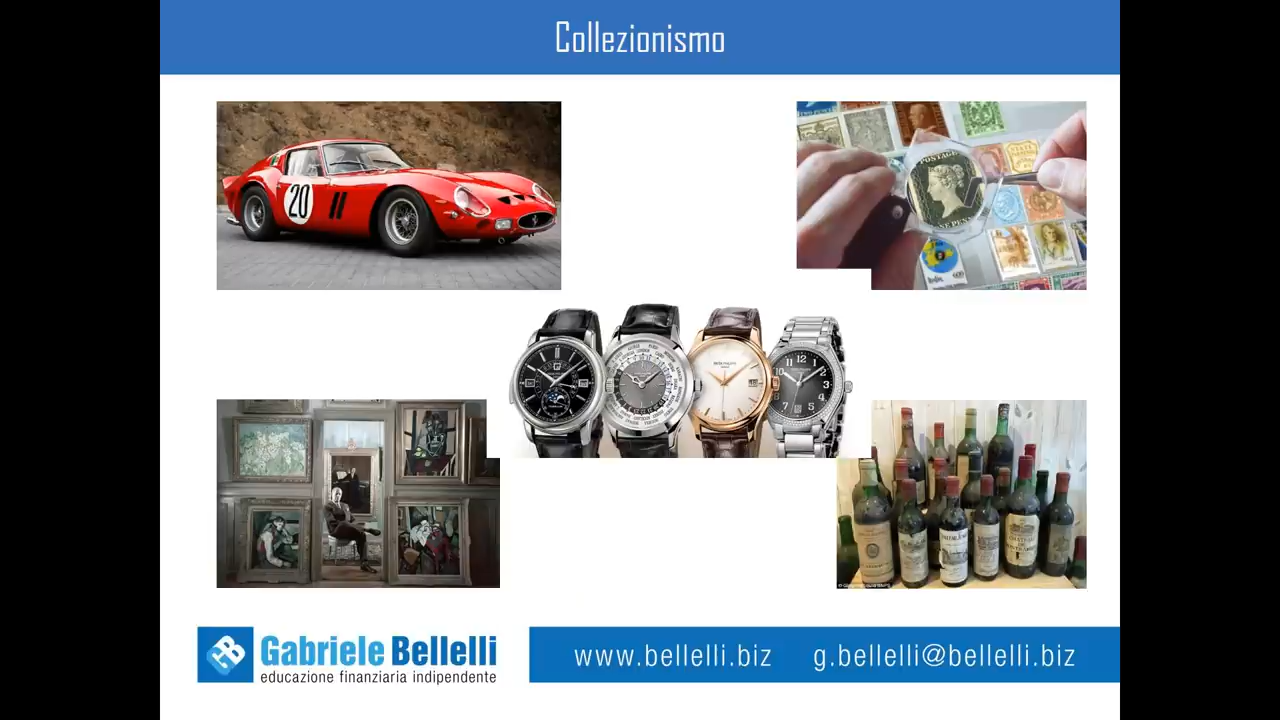 Collezionismo
20
POSTAGE
Gabriele Bellelli
educazione finanziaria indipendente
www.bellelli.biz
g.bellelli@bellelli.biz